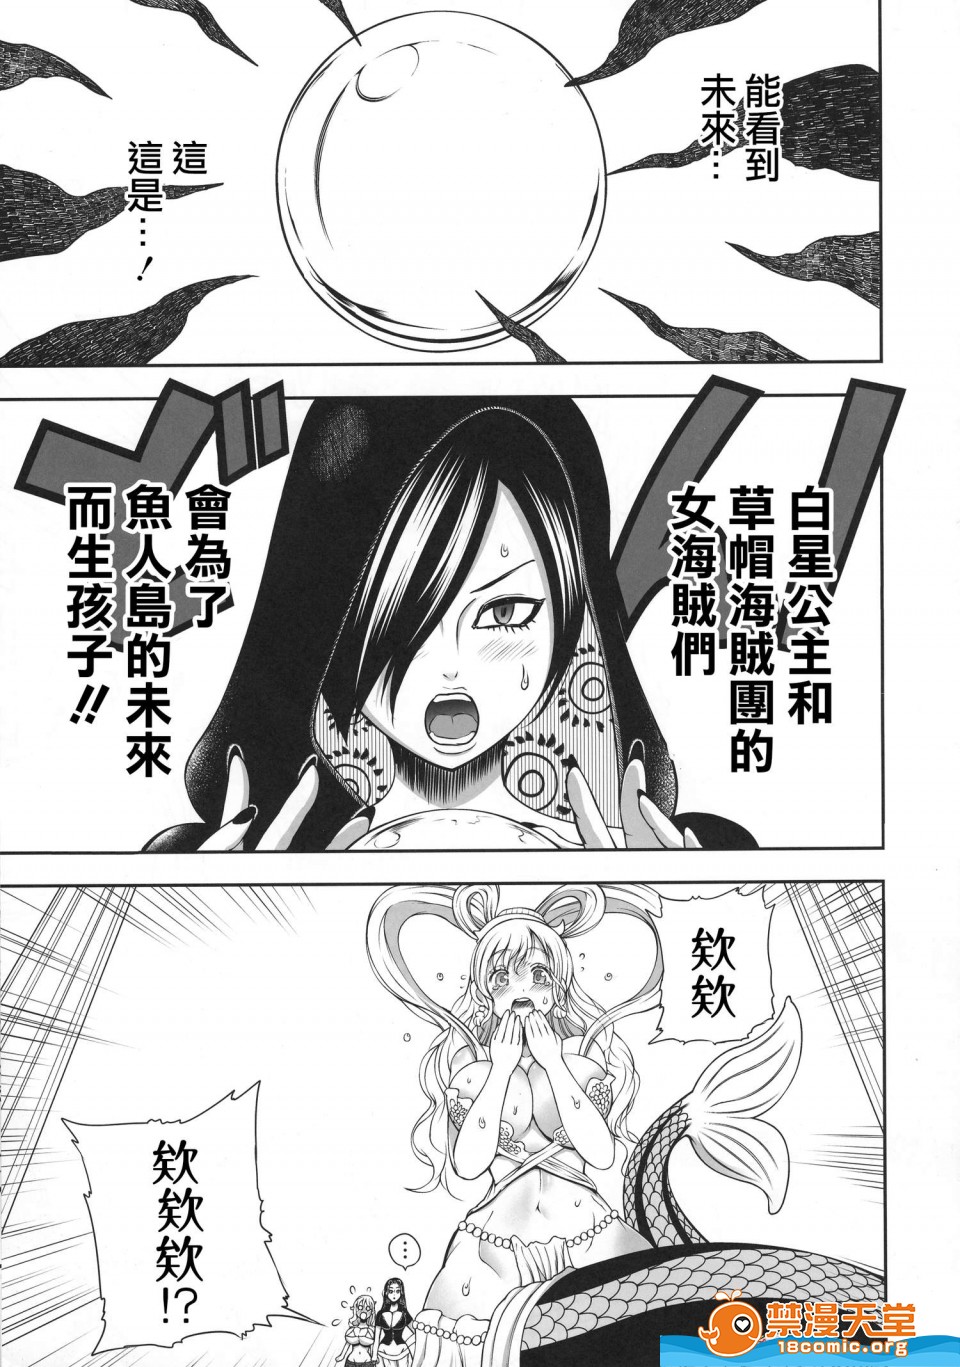 能看到
未來…
這
這是…！
白星公主和
草帽海賊團的
女海賊們
會為了
魚人島的未來
而生孩子!!
欸欸
欸欸欸!?
…
禁漫天堂
18comic.org